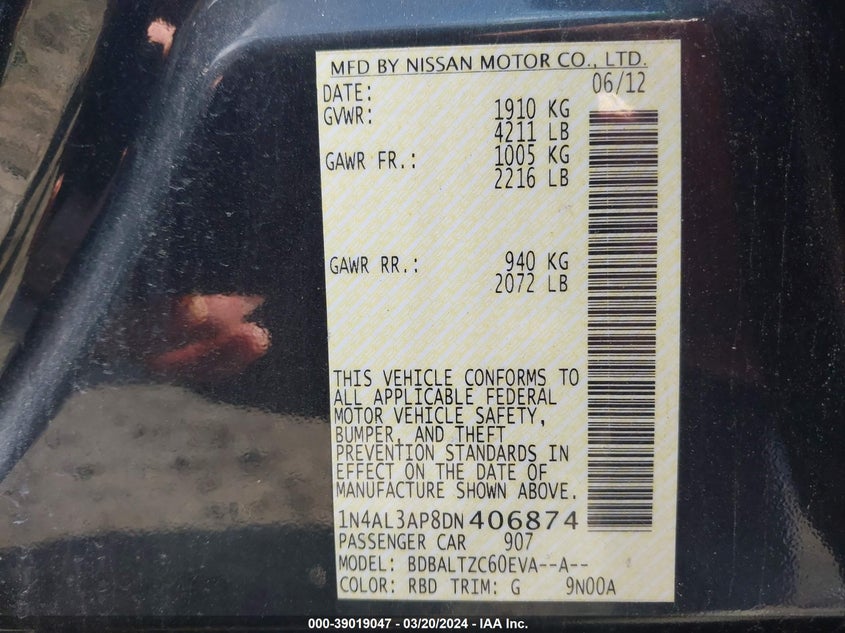 MFD BY NISSAN MOTOR CO., LTD.
DATE: 06/12
GVWR: 1910 KG
4211 LB
GAWR FR.: 1005 KG
2216 LB
GAWR RR.: 940 KG
2072 LB
THIS VEHICLE CONFORMS TO
ALL APPLICABLE FEDERAL
MOTOR VEHICLE SAFETY,
BUMPER, AND THEFT
PREVENTION STANDARDS IN
EFFECT ON THE DATE OF
MANUFACTURE SHOWN ABOVE.
1N4AL3AP8DN406874
PASSENGER CAR 907
MODEL: BDBALTZC60EVA--A--
COLOR: RBD TRIM: G 9N00A
000-39019047 - 03/20/2024 - IAA Inc.